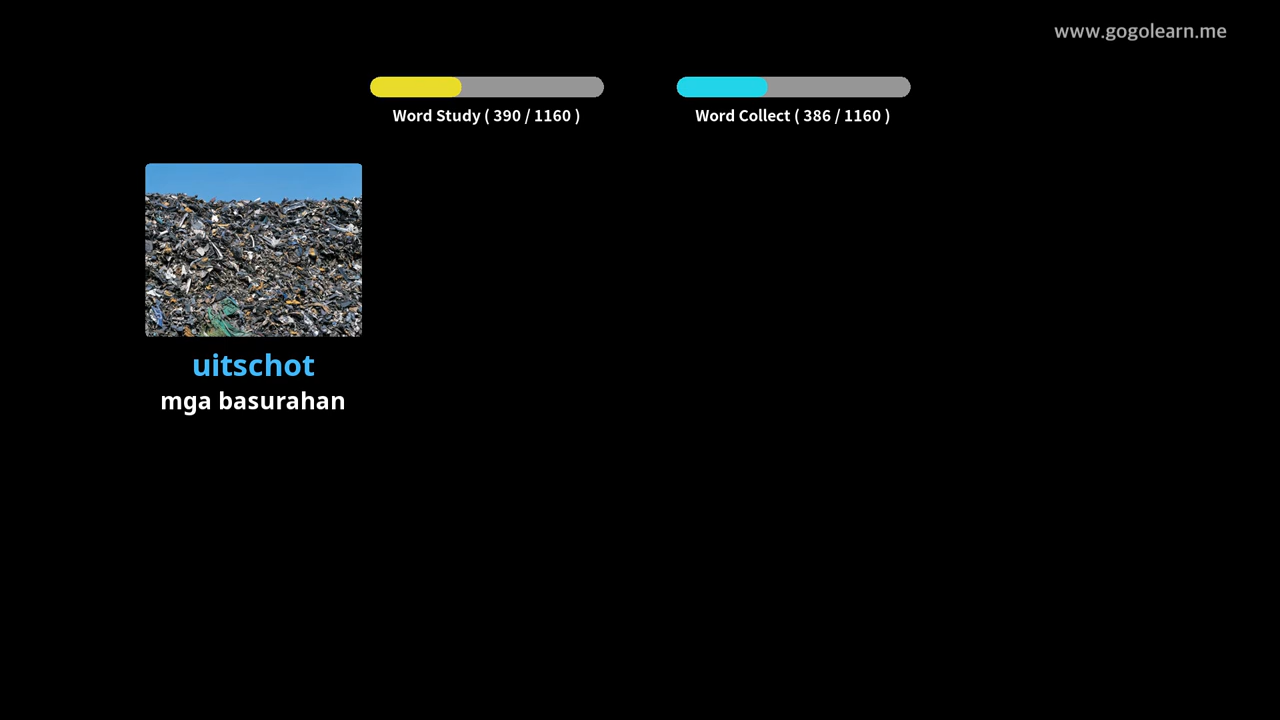 www.gogolearn.me
Word Study ( 390 / 1160 )
Word Collect ( 386 / 1160 )
uitschot
mga basurahan